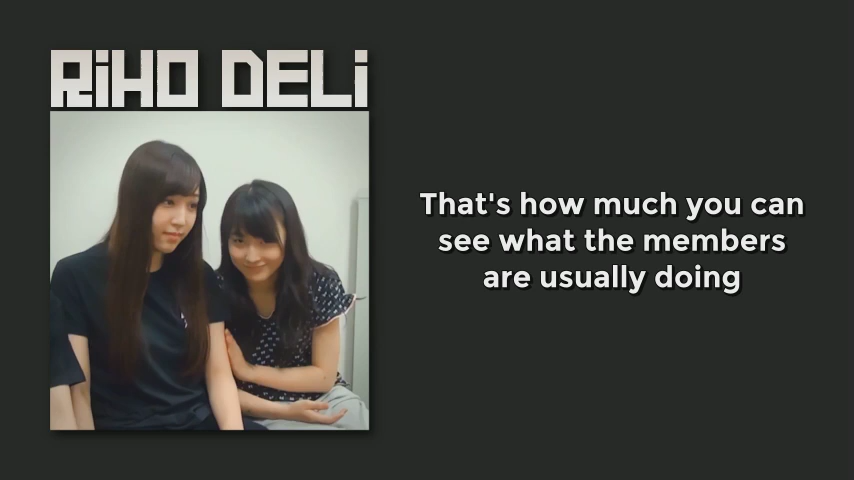 RiHO DELi
That's how much you can
see what the members
are usually doing